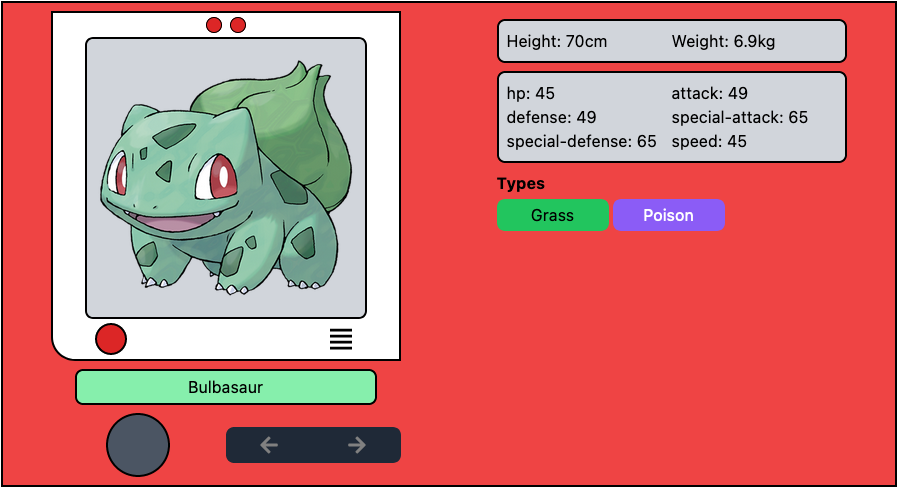 Bulbasaur
Height: 70cm Weight: 6.9kg
hp: 45 attack: 49
defense: 49 special-attack: 65
special-defense: 65 speed: 45
Types
Grass Poison